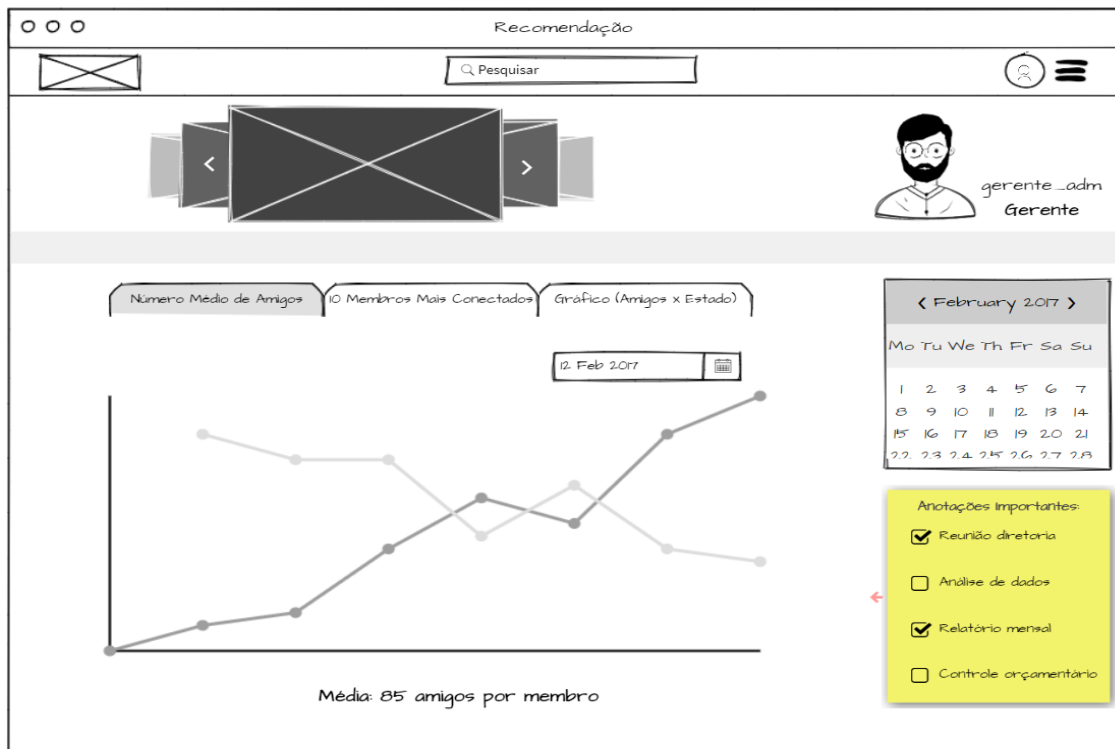 Recomendação
Pesquisar
gerente_adm
Gerente
Número Médio de Amigos
10 Membros Mais Conectados
Gráfico (Amigos x Estado)
12 Feb 2017
February 2017
Mo Tu We Th Fr Sa Su
1 2 3 4 5 6 7
8 9 10 11 12 13 14
15 16 17 18 19 20 21
22 23 24 25 26 27 28
Anotações Importantes:
Reunião diretoria
Análise de dados
Relatório mensal
Controle orçamentário
Média: 85 amigos por membro